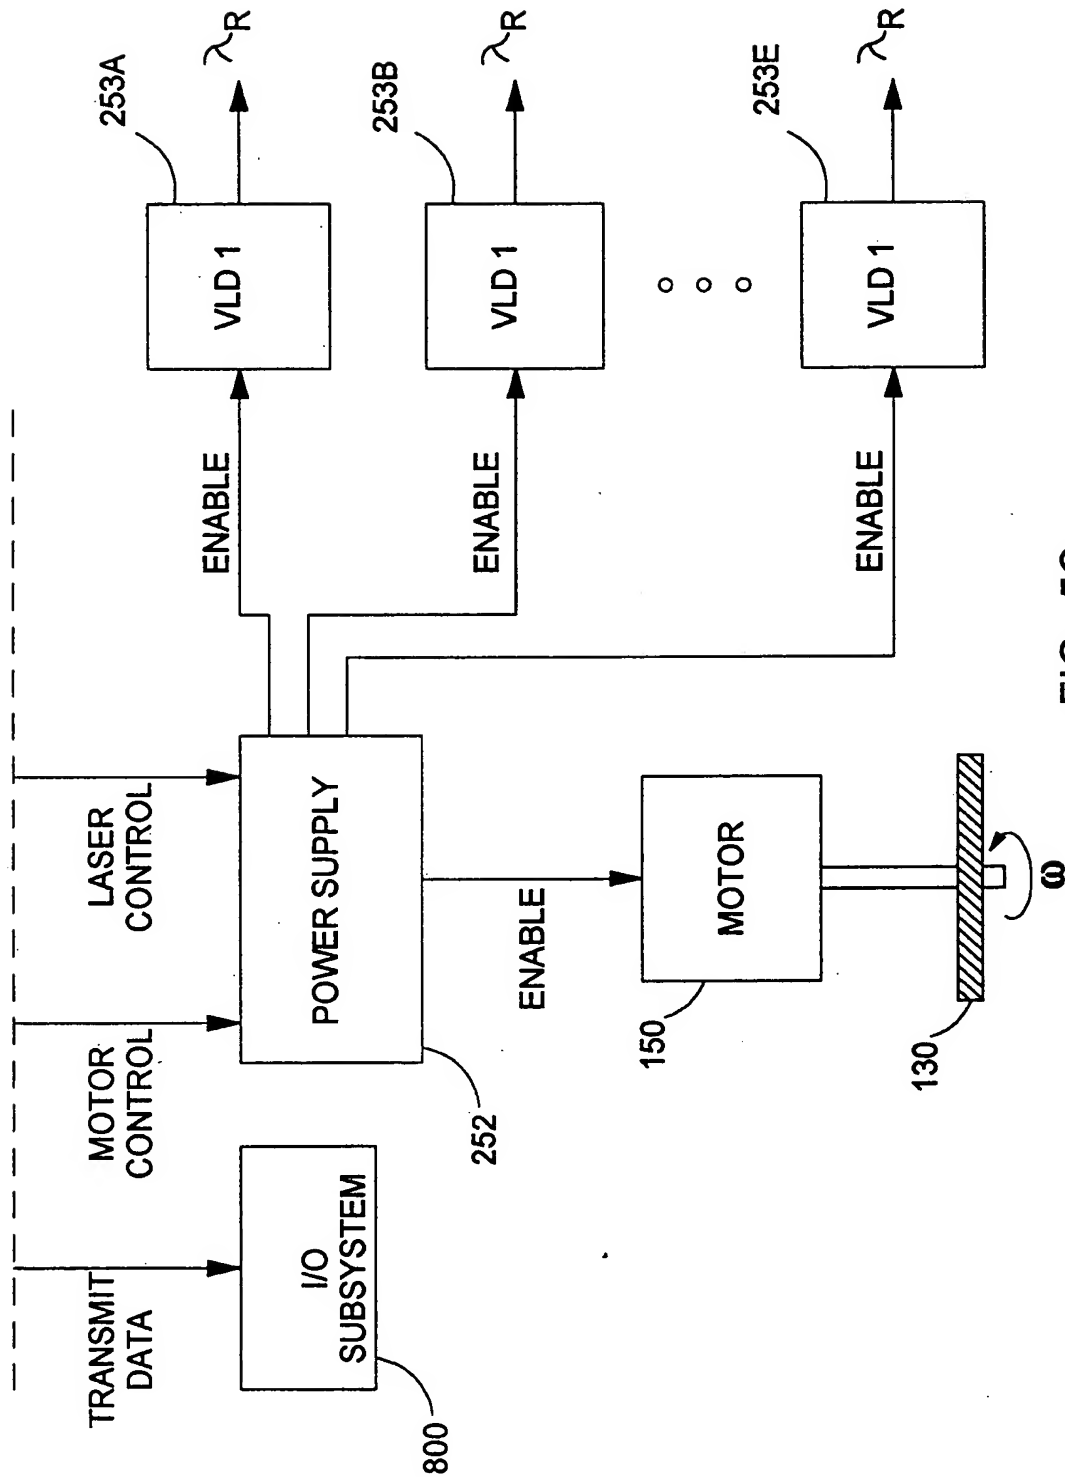 TRANSMIT
DATA
MOTOR
CONTROL
LASER
CONTROL
I/O
SUBSYSTEM
800
POWER SUPPLY
252
ENABLE
VLD 1
253A
λR
ENABLE
VLD 1
253B
λR
ENABLE
VLD 1
253E
λR
ENABLE
MOTOR
150
130
ω